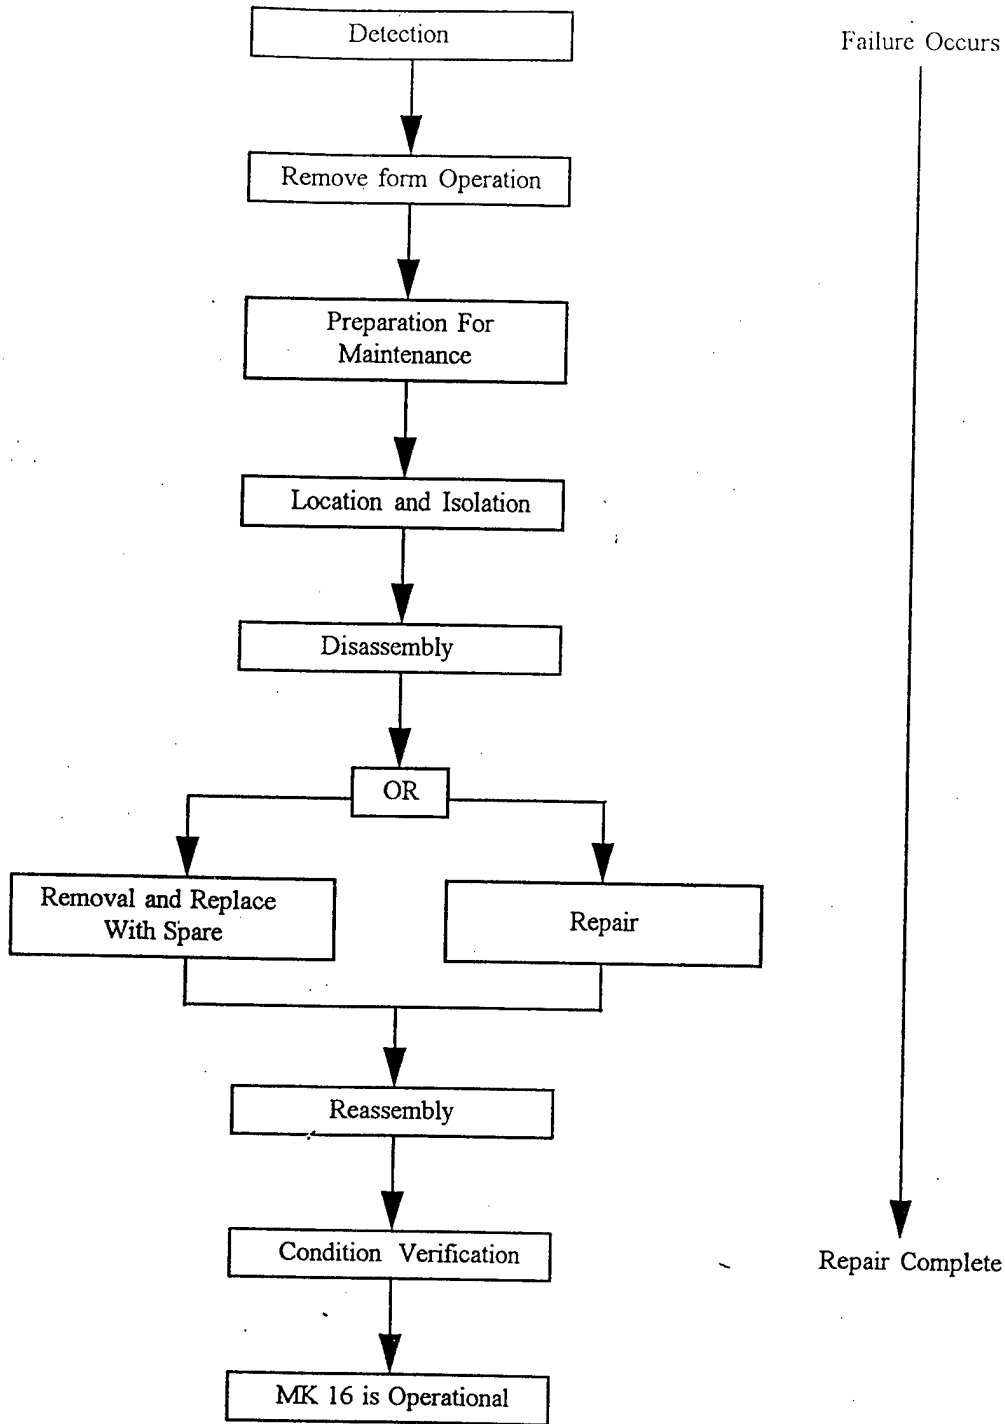 Detection
Failure Occurs
Remove form Operation
Preparation For
Maintenance
Location and Isolation
Disassembly
OR
Removal and Replace
With Spare
Repair
Reassembly
Condition Verification
Repair Complete
MK 16 is Operational